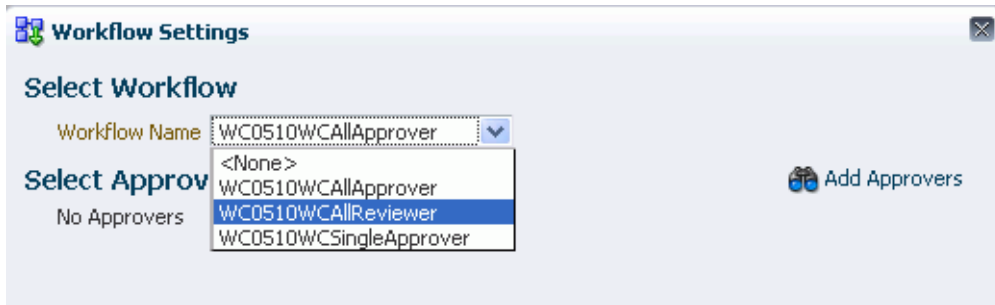 Workflow Settings
Select Workflow
Workflow Name WC0510WCAllApprover
<None>
WC0510WCAllApprover
WC0510WCAllReviewer
WC0510WCSingleApprover
Select Approv
Add Approvers
No Approvers